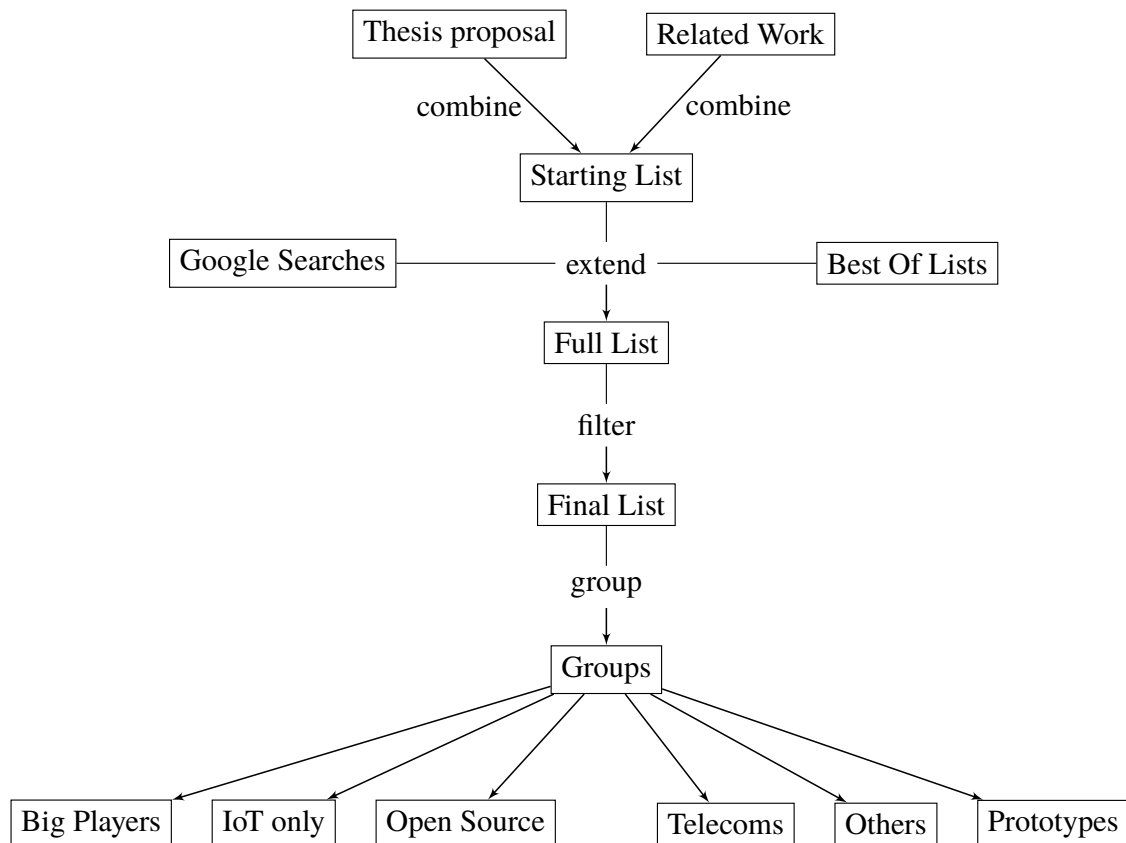 Thesis proposal
Related Work
combine
combine
Starting List
Google Searches
extend
Best Of Lists
Full List
filter
Final List
group
Groups
Big Players
IoT only
Open Source
Telecoms
Others
Prototypes